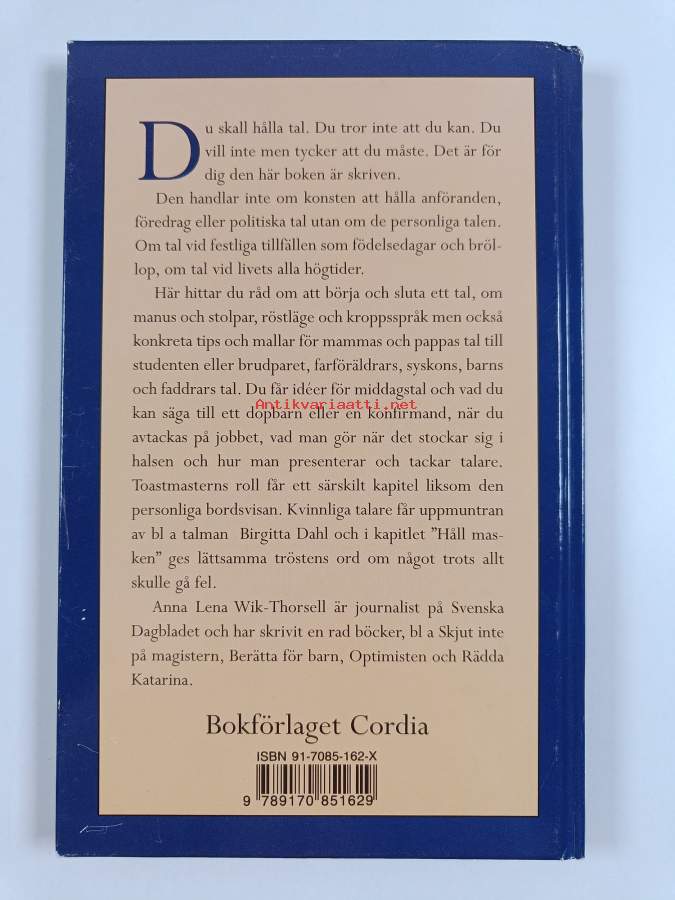 Du skall hålla tal. Du tror inte att du kan. Du
vill inte men tycker att du måste. Det är för
dig den här boken är skriven.
Den handlar inte om konsten att hålla anföranden,
föredrag eller politiska tal utan om de personliga talen.
Om tal vid festliga tillfällen som födelsedagar och bröl-
lop, om tal vid livets alla högtider.
Här hittar du råd om att börja och sluta ett tal, om
manus och stolpar, röstläge och kroppsspråk men också
konkreta tips och mallar för mammas och pappas tal till
studenten eller brudparet, farföräldrars, syskons, barns
och faddrars tal. Du får idéer för middagstal och vad du
Antikvariaatti.net
kan säga till ett dopbarn eller en konfirmand, när du
avtackas på jobbet, vad man gör när det stockar sig i
halsen och hur man presenterar och tackar talare.
Toastmasterns roll får ett särskilt kapitel liksom den
personliga bordsvisan. Kvinnliga talare får uppmuntran
av bl a talman Birgitta Dahl och i kapitlet ”Håll mas-
ken” ges lättsamma tröstens ord om något trots allt
skulle gå fel.
Anna Lena Wik-Thorsell är journalist på Svenska
Dagbladet och har skrivit en rad böcker, bl a Skjut inte
på magistern, Berätta för barn, Optimisten och Rädda
Katarina.
Bokförlaget Cordia
ISBN 91-7085-162-X
9 789170 851629